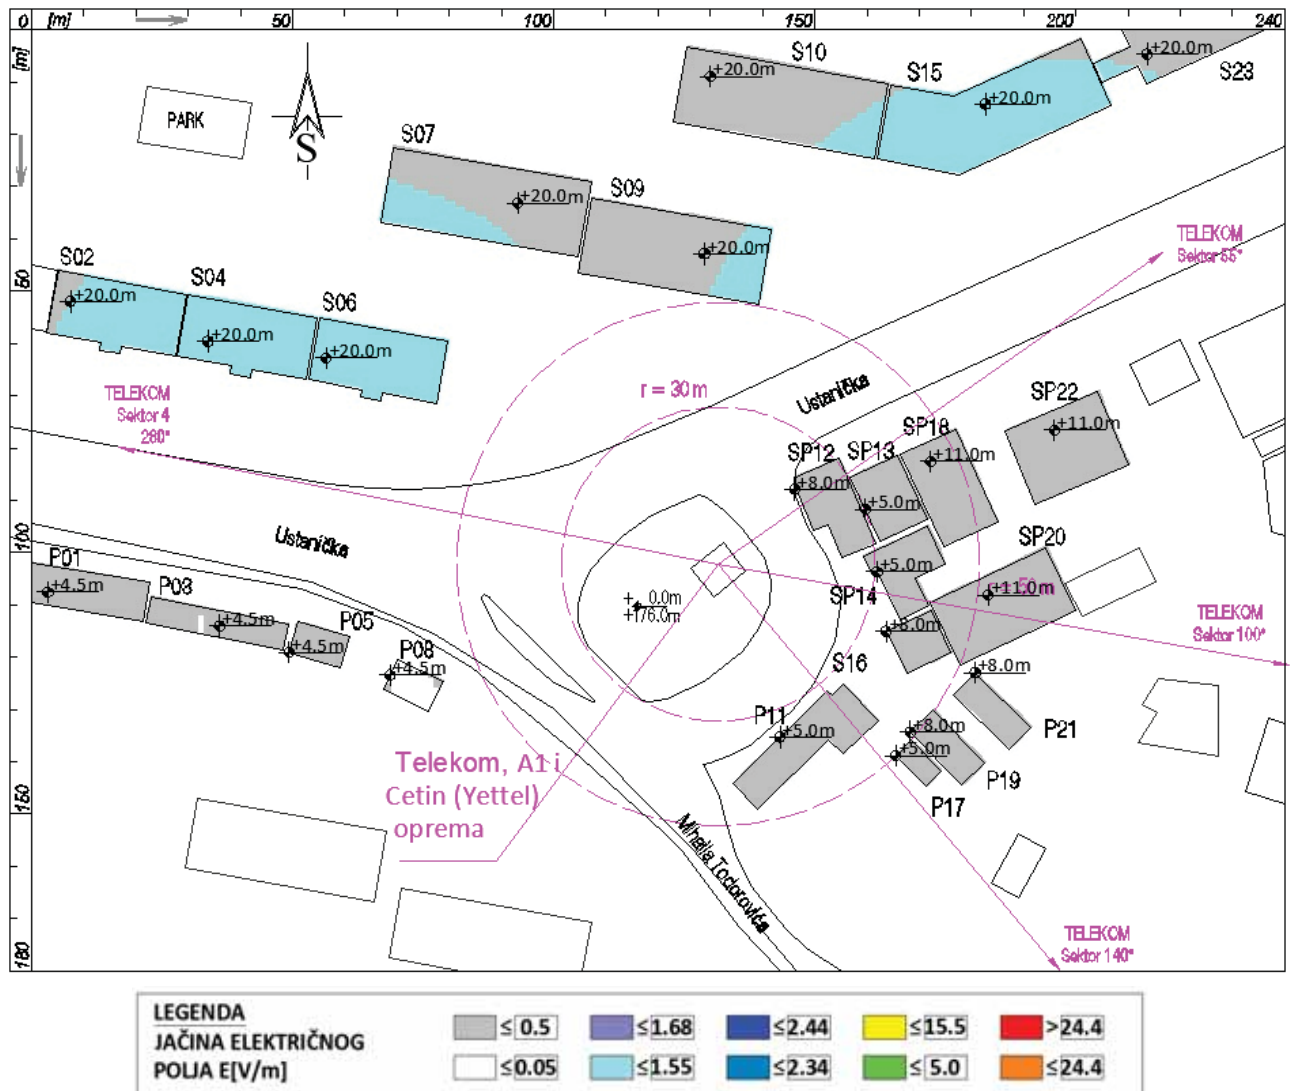 0 [m] 50 100 150 200 240
[m]
50
100
150
180
PARK
S
S10
+20.0m
S15
+20.0m
+20.0m
S23
S07
+20.0m
S09
+20.0m
S02
+20.0m
S04
+20.0m
S06
+20.0m
TELEKOM
Sektor 55°
TELEKOM
Sektor 4
280°
r = 30m
Ustanička
SP22
+11.0m
SP18
+11.0m
SP12
+8.0m
SP13
+5.0m
Ustanička
P01
+4.5m
P03
+4.5m
P05
+4.5m
P08
+4.5m
+ 0.0m
+176.0m
SP20
+11.0m
+5.0m
SP14
+8.0m
TELEKOM
Sektor 100°
S16
+8.0m
P21
P11
+5.0m
+8.0m
+5.0m
P19
P17
Telekom, A1 i
Cetin (Yettel)
oprema
Mihaila Todorovića
TELEKOM
Sektor 140°
LEGENDA
JAČINA ELEKTRIČNOG
POLJA E[V/m]
≤ 0.5 ≤1.68 ≤2.44 ≤15.5 >24.4
≤0.05 ≤1.55 ≤2.34 ≤ 5.0 ≤24.4